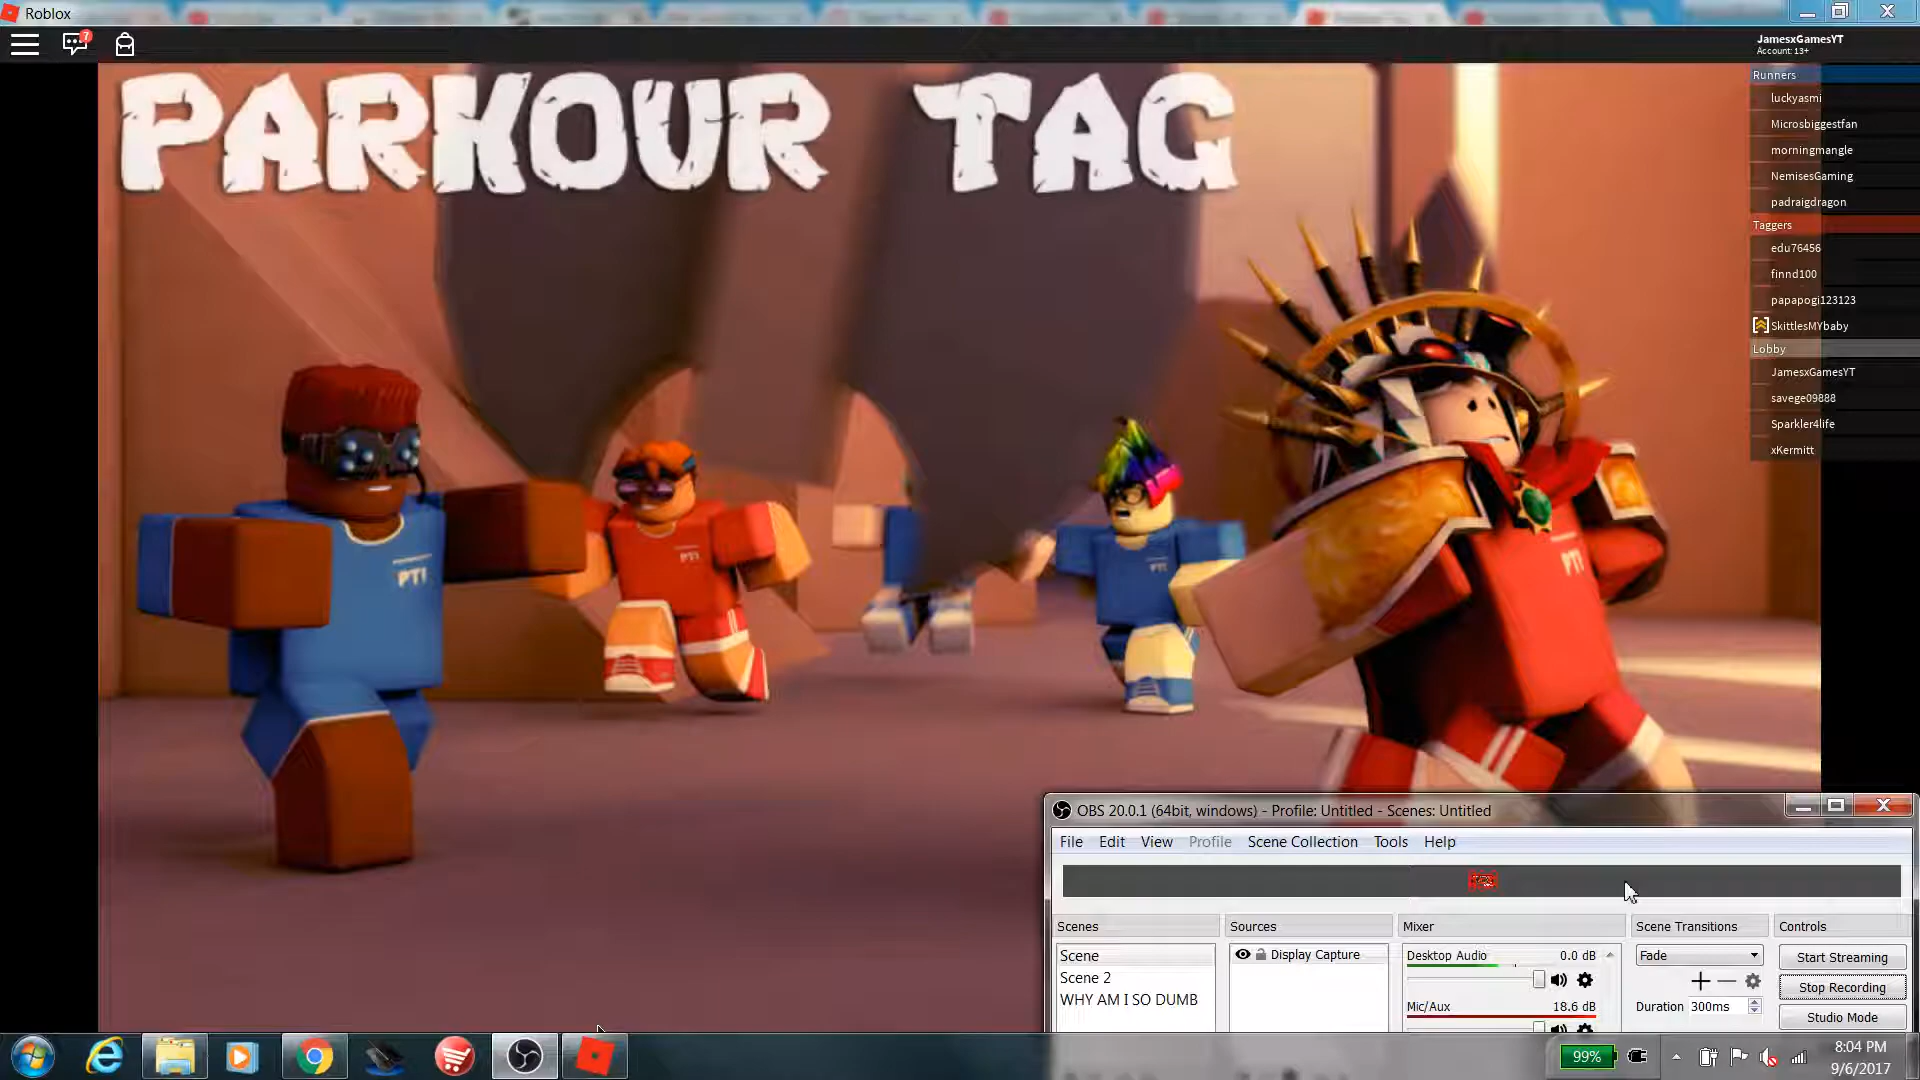 Roblox
7
JamesxGamesYT
Account: 13+
PARKOUR TAG
Runners
luckyasmi
Microsbiggestfan
morningmangle
NemisesGaming
padraigdragon
Taggers
edu76456
finnd100
papapogi123123
SkittlesMYbaby
Lobby
JamesxGamesYT
savege09888
Sparkler4life
xKermitt
PTI
PTI
PTI
PTI
OBS 20.0.1 (64bit, windows) - Profile: Untitled - Scenes: Untitled
File Edit View Profile Scene Collection Tools Help
Scenes Sources Mixer Scene Transitions Controls
Scene
Scene 2
WHY AM I SO DUMB
Display Capture
Desktop Audio 0.0 dB
Mic/Aux 18.6 dB
Fade
Duration 300ms
Start Streaming
Stop Recording
Studio Mode
99%
8:04 PM
9/6/2017